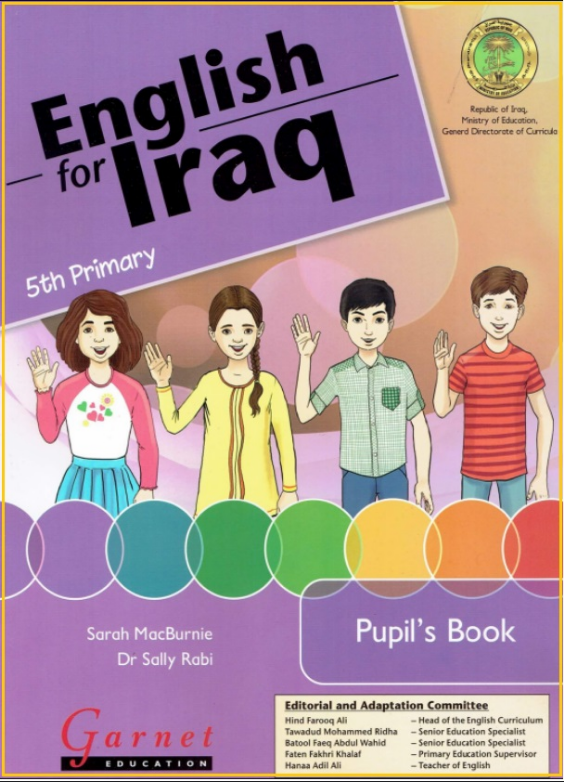 English
for Iraq
5th Primary
Republic of Iraq,
Ministry of Education,
Generd Directorate of Curriculo
Sarah MacBurnie
Dr Sally Rabi
Pupil's Book
Garnet
EDUCATION
Editorial and Adaptation Committee
Hind Farooq Ali – Head of the English Curriculum
Tawadud Mohammed Ridha – Senior Education Specialist
Batool Faeq Abdul Wahid – Senior Education Specialist
Faten Fakhri Khalaf – Primary Education Supervisor
Hanaa Adil Ali – Teacher of English